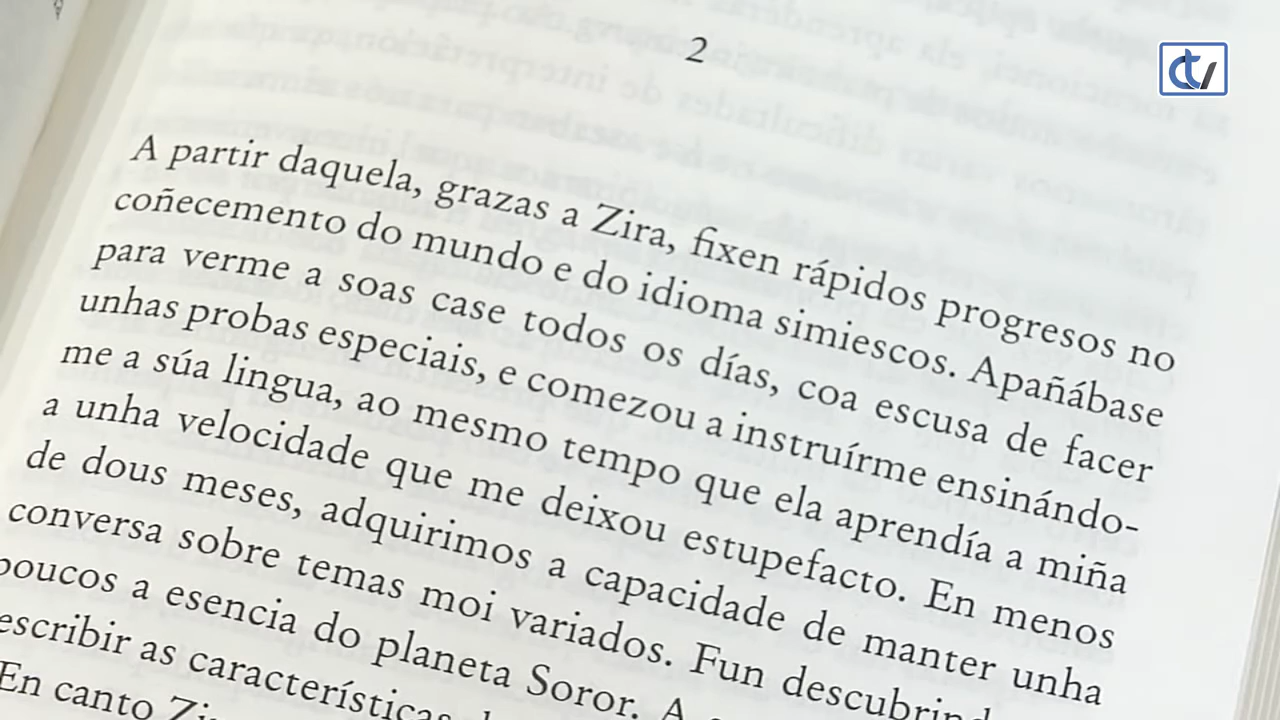 2
A partir daquela, grazas a Zira, fixen rápidos progresos no
coñecemento do mundo e do idioma simiescos. Apañábase
para verme a soas case todos os días, coa escusa de facer
unhas probas especiais, e comezou a instruírme ensinándo-
me a súa lingua, ao mesmo tempo que ela aprendía a miña
a unha velocidade que me deixou estupefacto. En menos
de dous meses, adquirimos a capacidade de manter unha
conversa sobre temas moi variados. Fun
poucos a esencia do planeta Soror. A
escribir as características
En canto